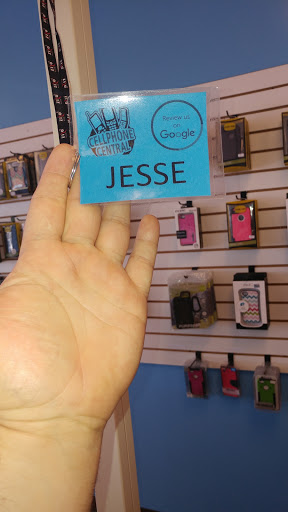 CELLPHONE
CENTRAL
Review us
on
Google
JESSE